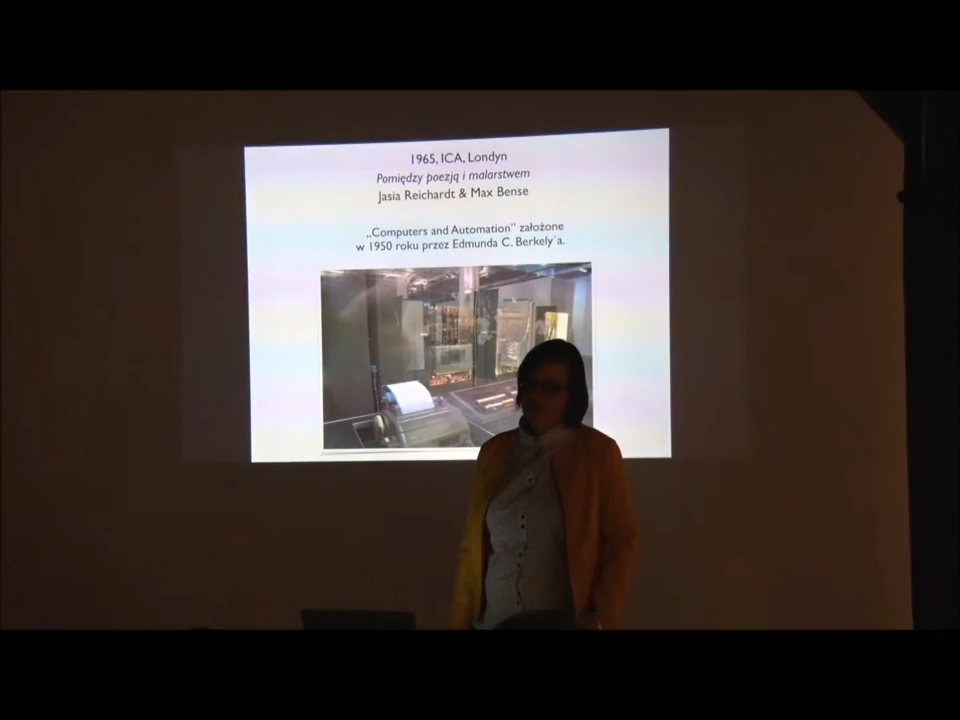 1965, ICA, Londyn
Pomiędzy poezją i malarstwem
Jasia Reichardt & Max Bense
„Computers and Automation” założone
w 1950 roku przez Edmunda C. Berkely`a.